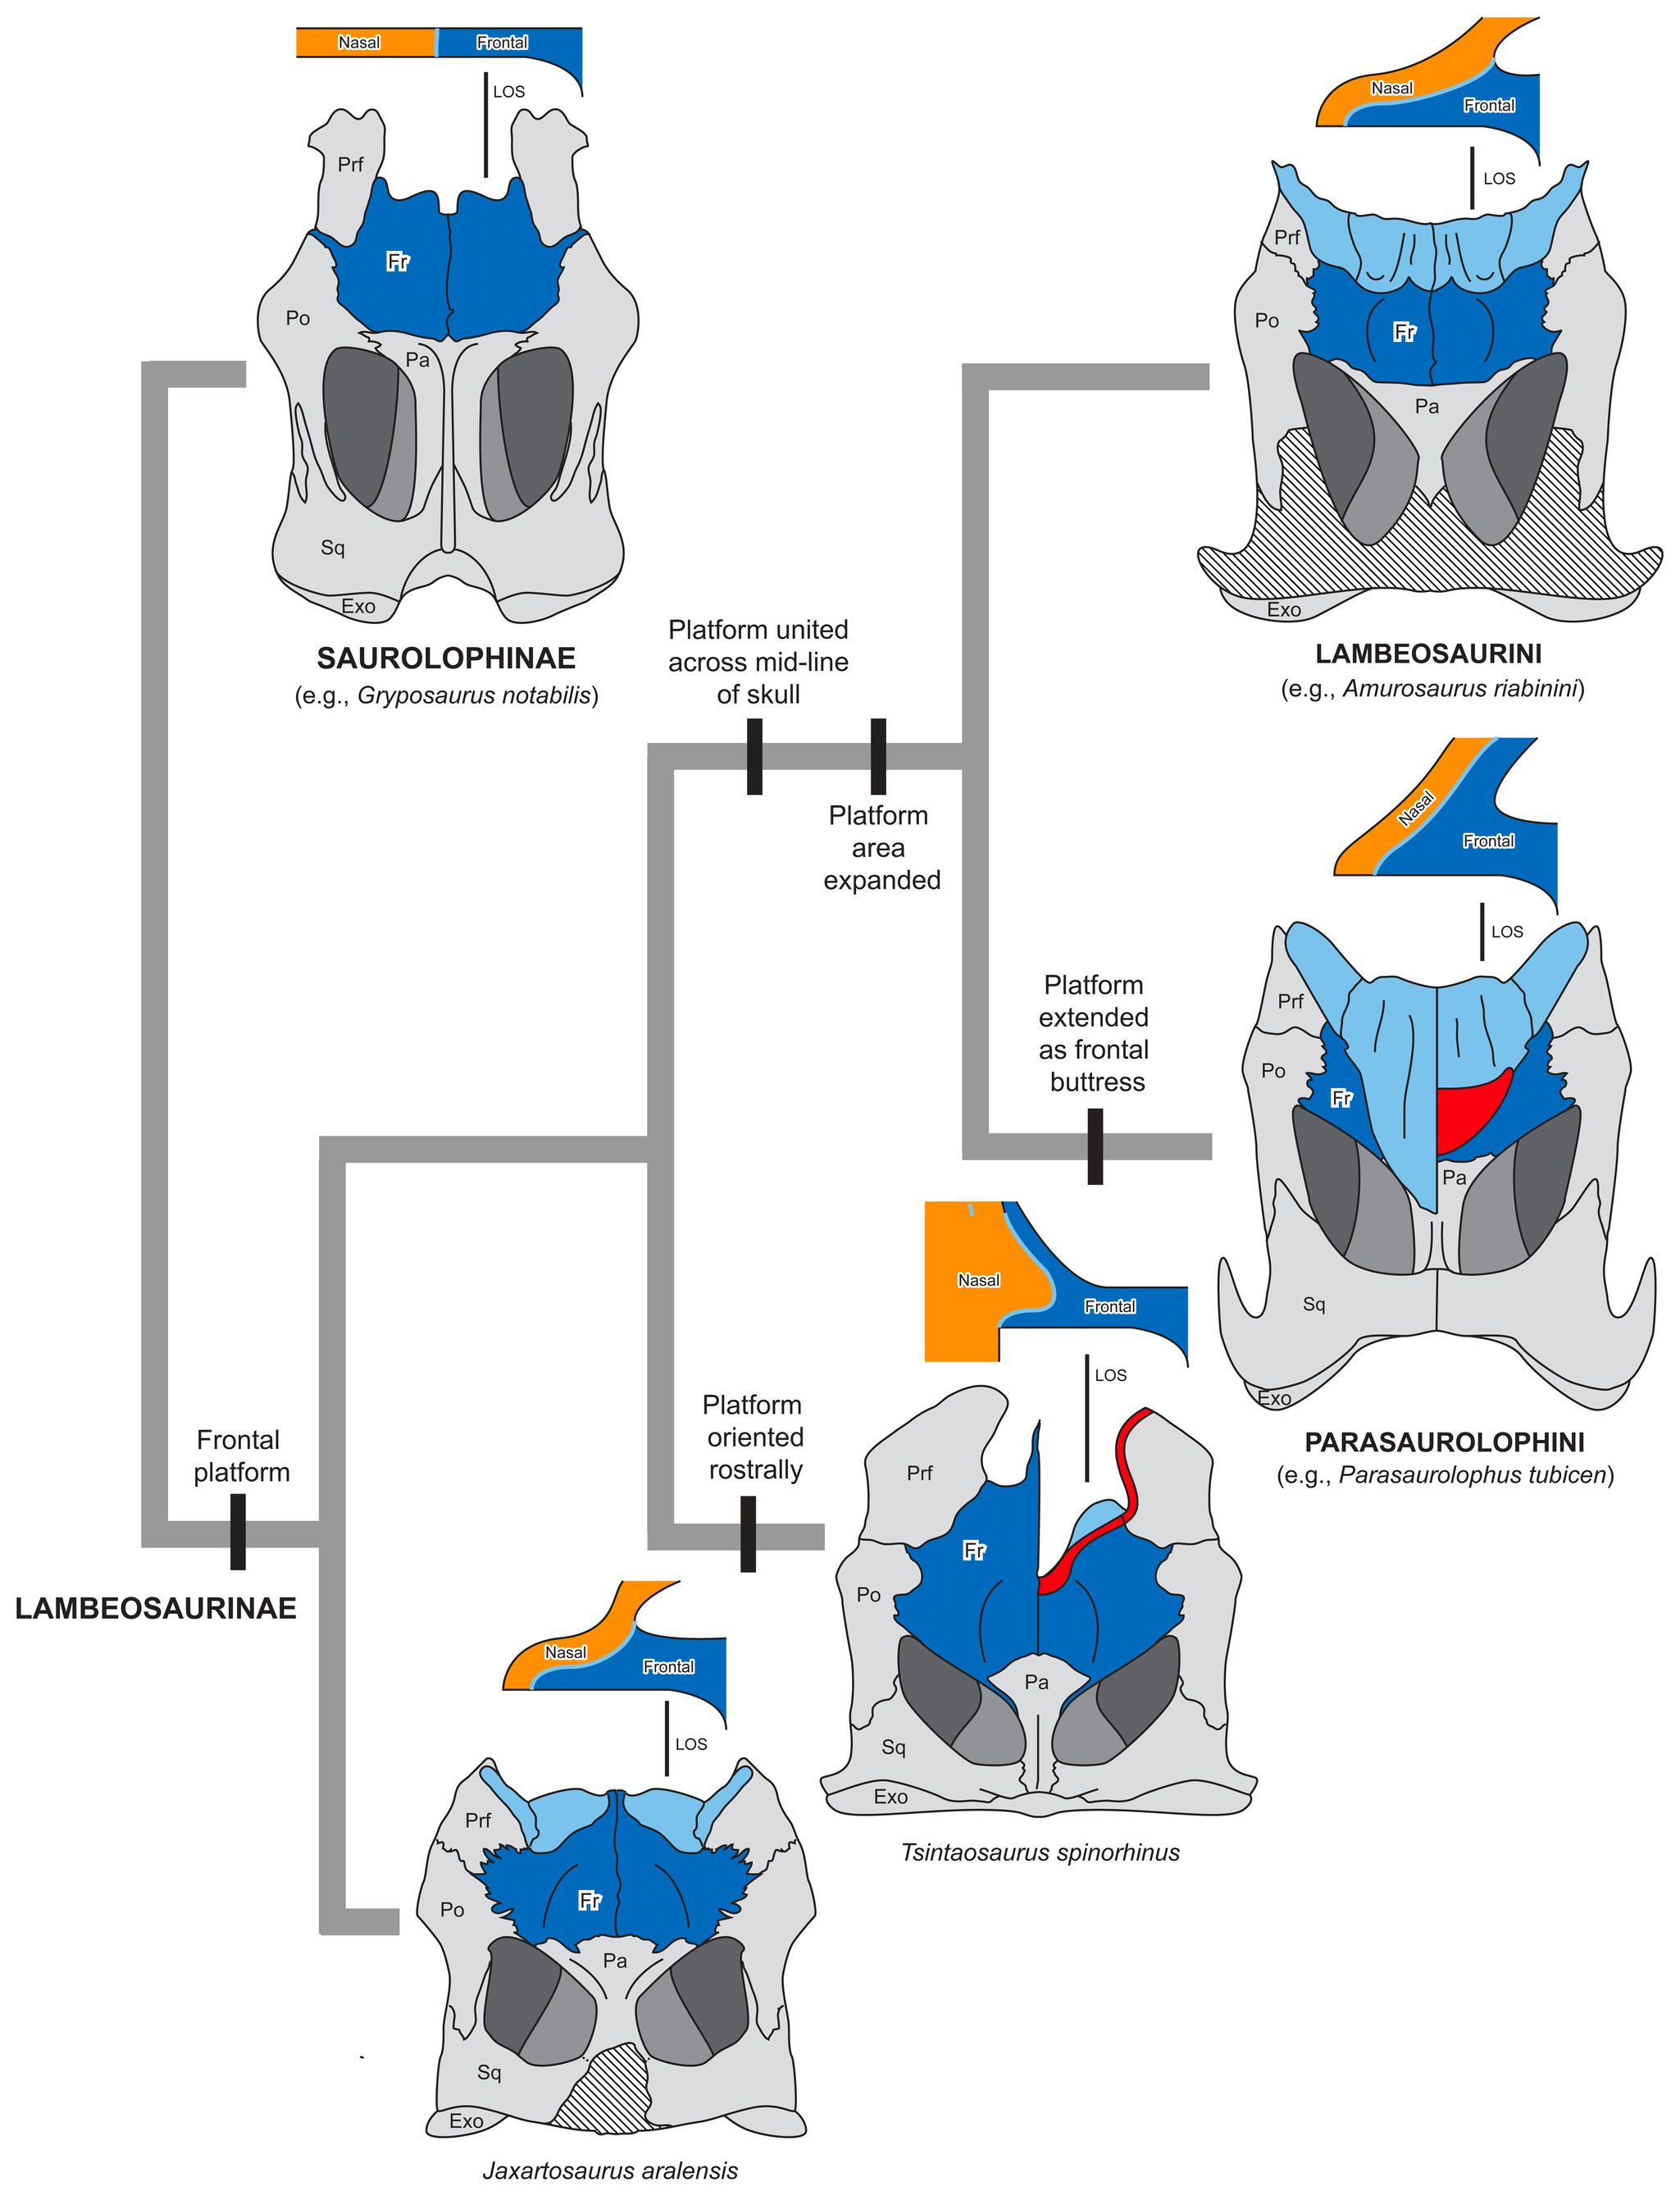 Nasal
Frontal
LOS
Prf
Fr
Po
Pa
Sq
Exo
SAUROLOPHINAE
(e.g., Gryposaurus notabilis)
Nasal
Frontal
LOS
Prf
Po
Fr
Pa
Exo
LAMBEOSAURINI
(e.g., Amurosaurus riabinini)
Platform united
across mid-line
of skull
Platform
area
expanded
Nasal
Frontal
LOS
Prf
Po
Fr
Pa
Sq
Exo
PARASAUROLOPHINI
(e.g., Parasaurolophus tubicen)
Platform
extended
as frontal
buttress
Nasal
Frontal
LOS
Prf
Fr
Po
Pa
Sq
Exo
Tsintaosaurus spinorhinus
Platform
oriented
rostrally
Frontal
platform
LAMBEOSAURINAE
Nasal
Frontal
LOS
Prf
Fr
Po
Pa
Sq
Exo
Jaxartosaurus aralensis